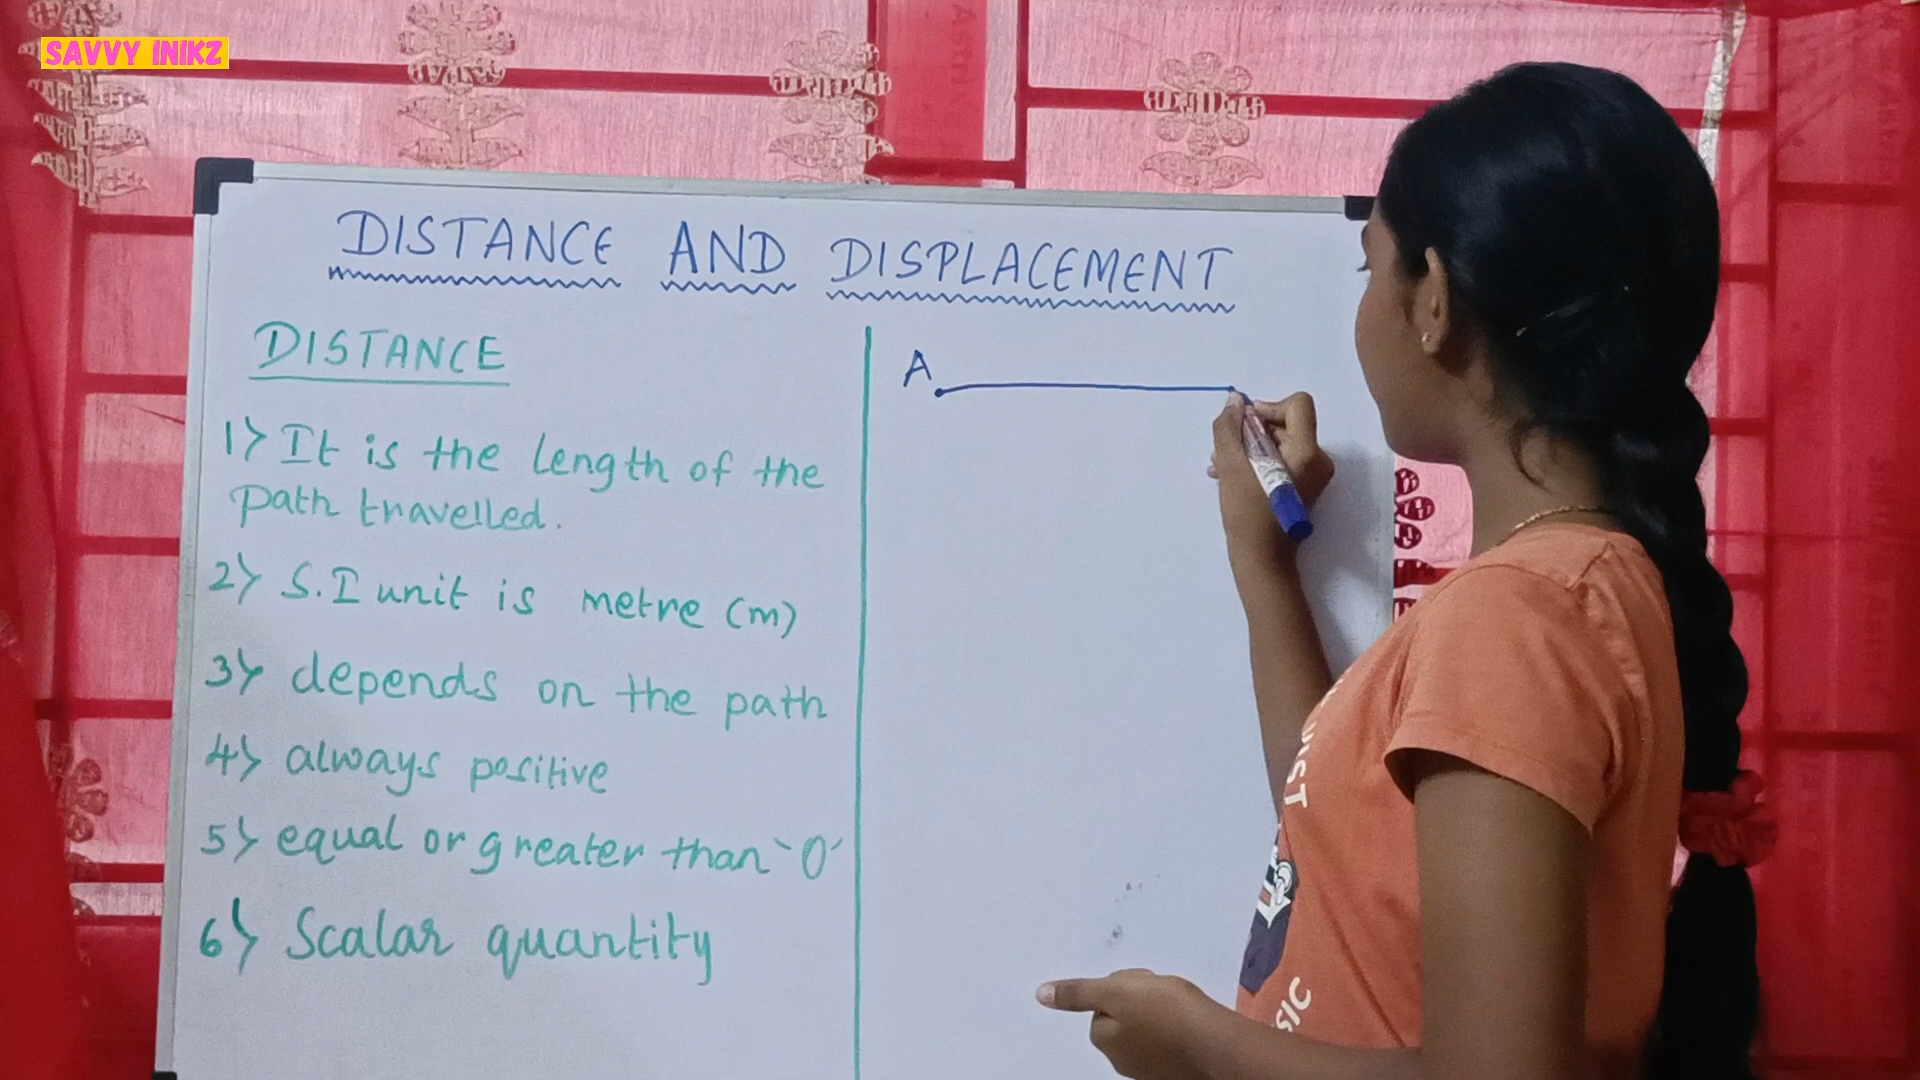 SAVVY INIKZ
DISTANCE AND DISPLACEMENT
DISTANCE
1) It is the length of the
path travelled.
2) S.I unit is metre (m)
3) depends on the path
4) always positive
5) equal or greater than `0´
6) Scalar quantity
A